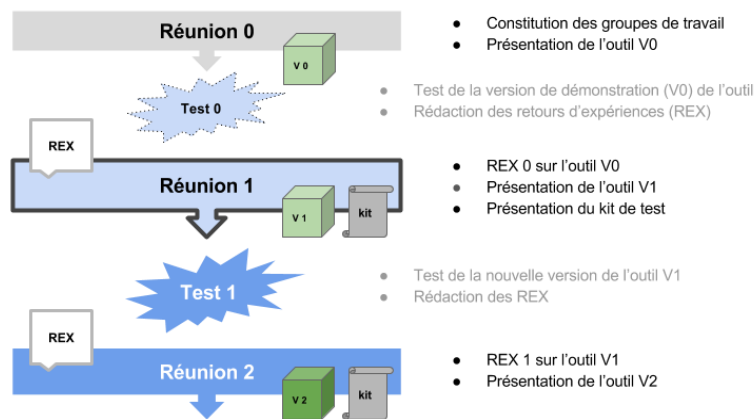 Réunion 0
V 0
● Constitution des groupes de travail
● Présentation de l'outil V0
Test 0
● Test de la version de démonstration (V0) de l'outil
● Rédaction des retours d'expériences (REX)
REX
Réunion 1
V 1
kit
● REX 0 sur l'outil V0
● Présentation de l'outil V1
● Présentation du kit de test
Test 1
● Test de la nouvelle version de l'outil V1
● Rédaction des REX
REX
Réunion 2
V 2
kit
● REX 1 sur l'outil V1
● Présentation de l'outil V2